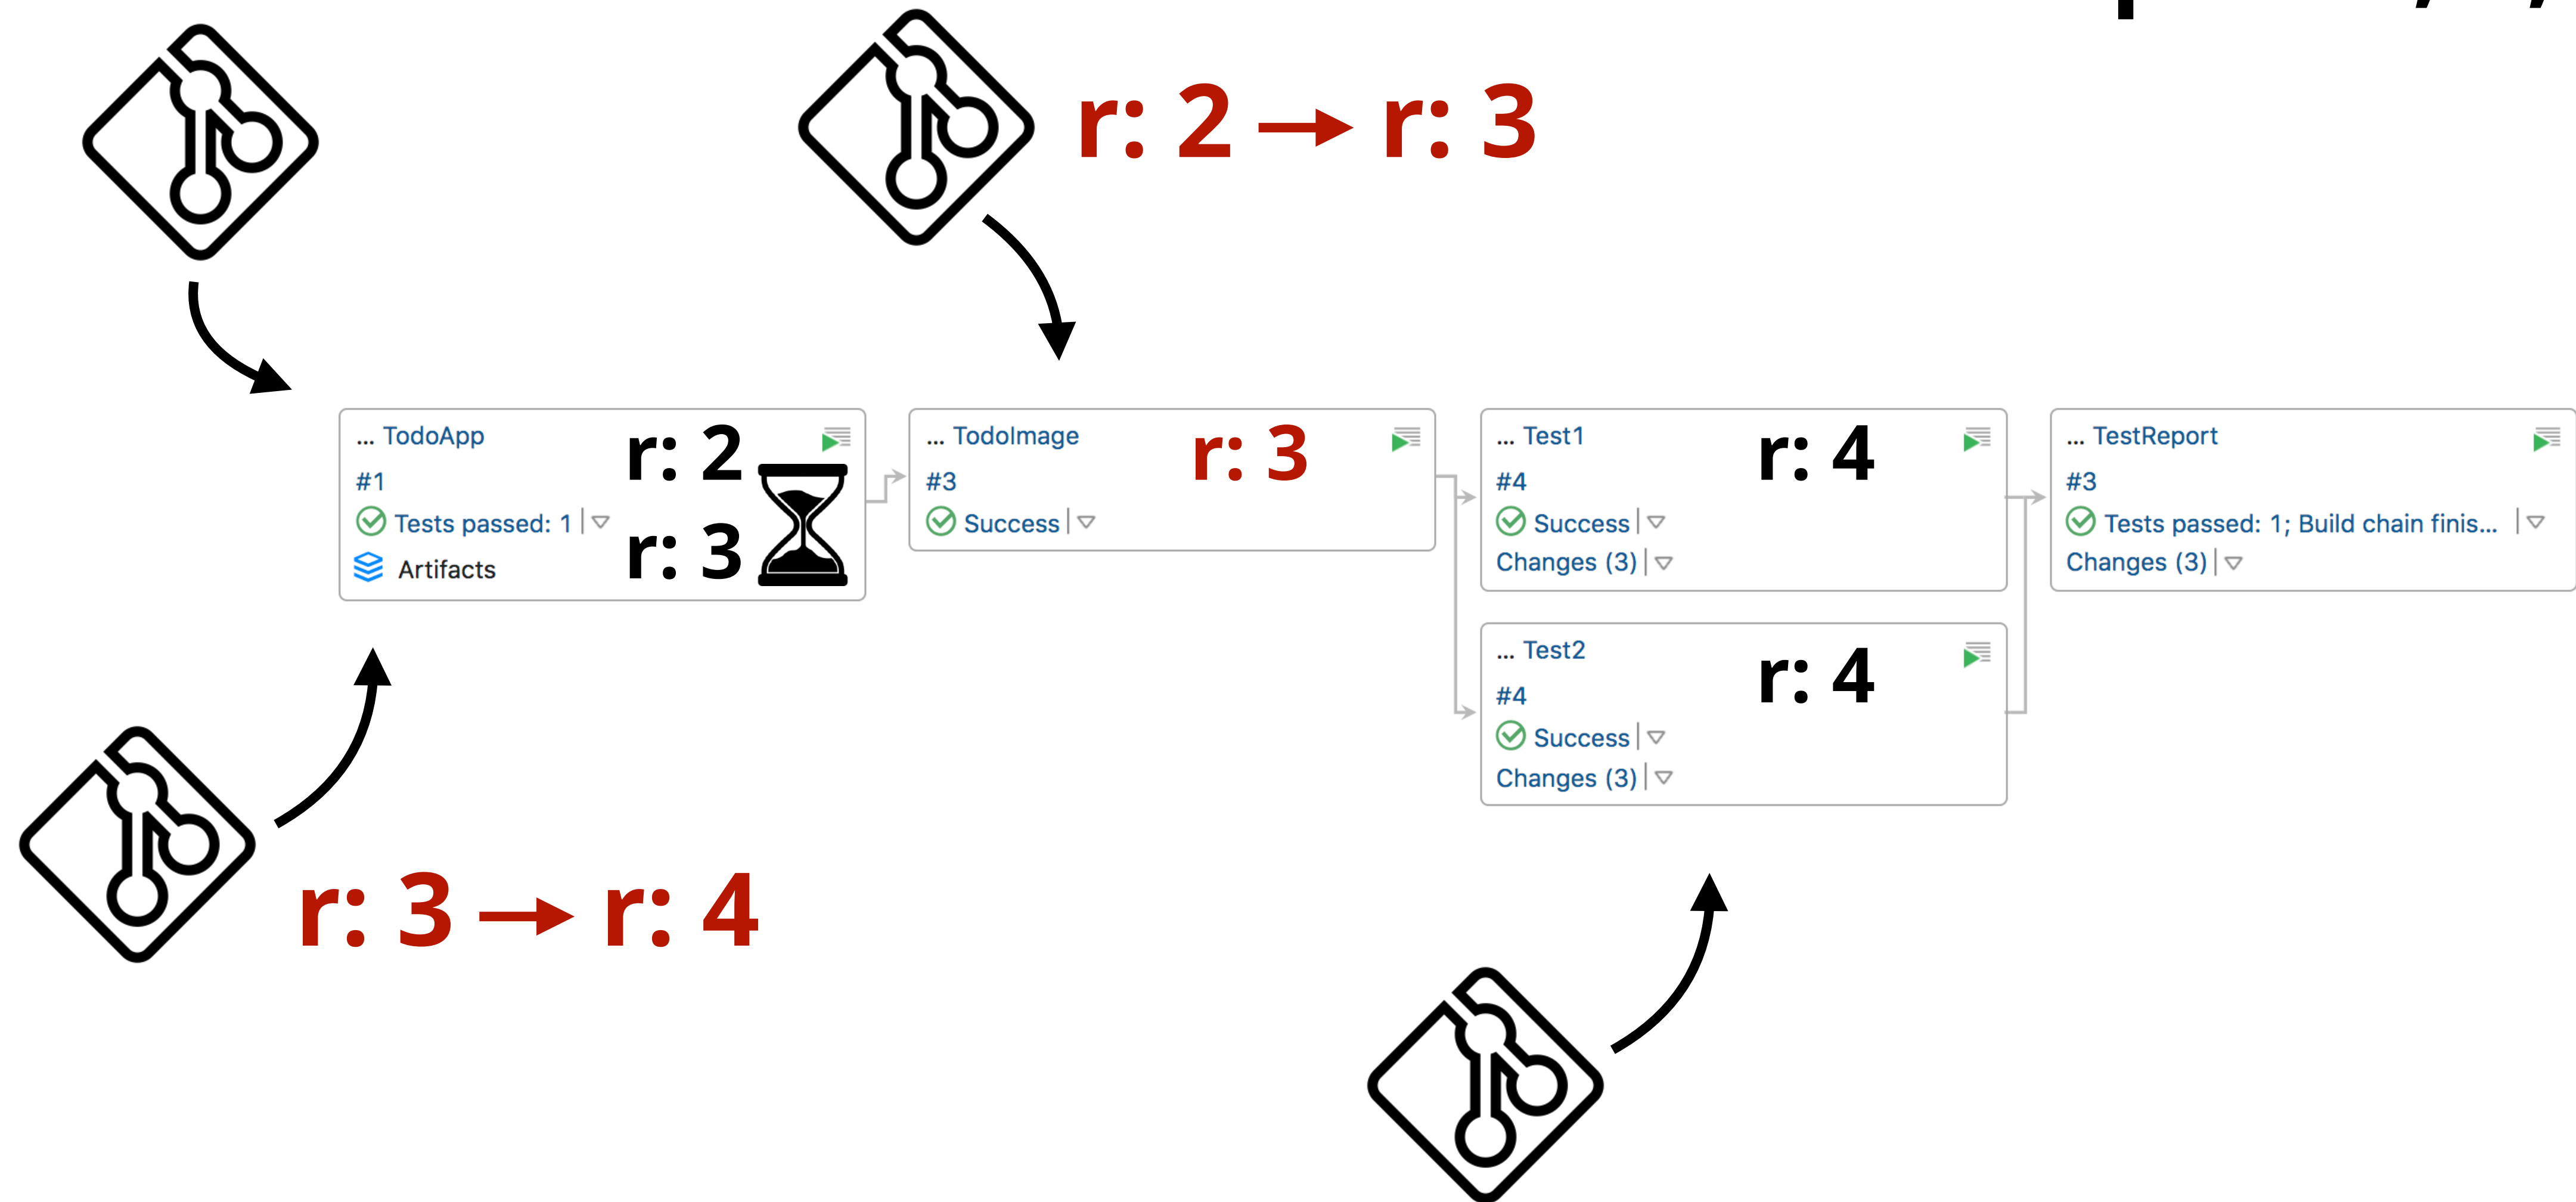 r: 2 → r: 3
... TodoApp
r: 2
#1
Tests passed: 1
r: 3
Artifacts
... TodoImage
r: 3
#3
Success
... Test1
r: 4
#4
Success
Changes (3)
... TestReport
#3
Tests passed: 1; Build chain finis...
Changes (3)
... Test2
r: 4
#4
Success
Changes (3)
r: 3 → r: 4